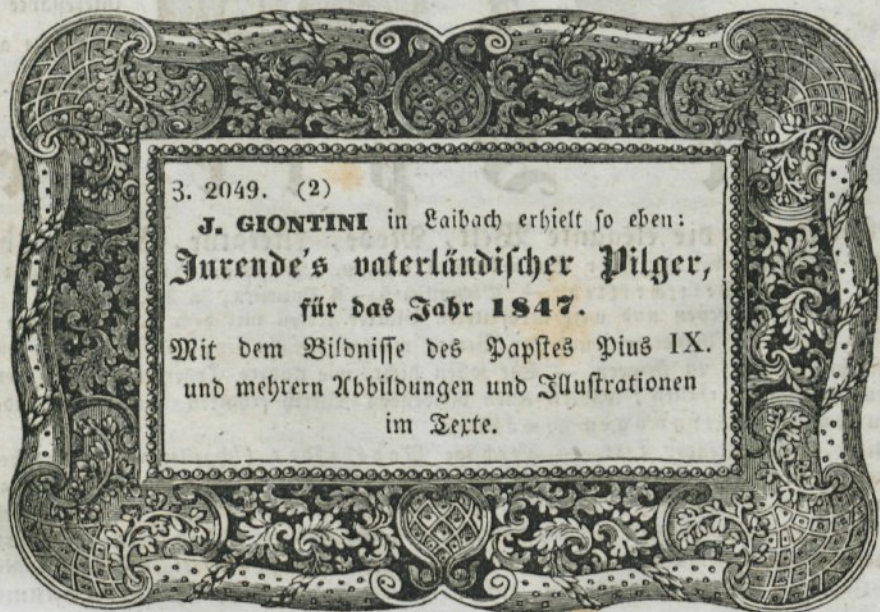 Z. 2049. (2)
J. GIONTINI in Laibach erhielt so eben:
Jurende's vaterländischer Pilger,
für das Jahr 1847.
Mit dem Bildnisse des Papstes Pius IX.
und mehrern Abbildungen und Illustrationen
im Texte.